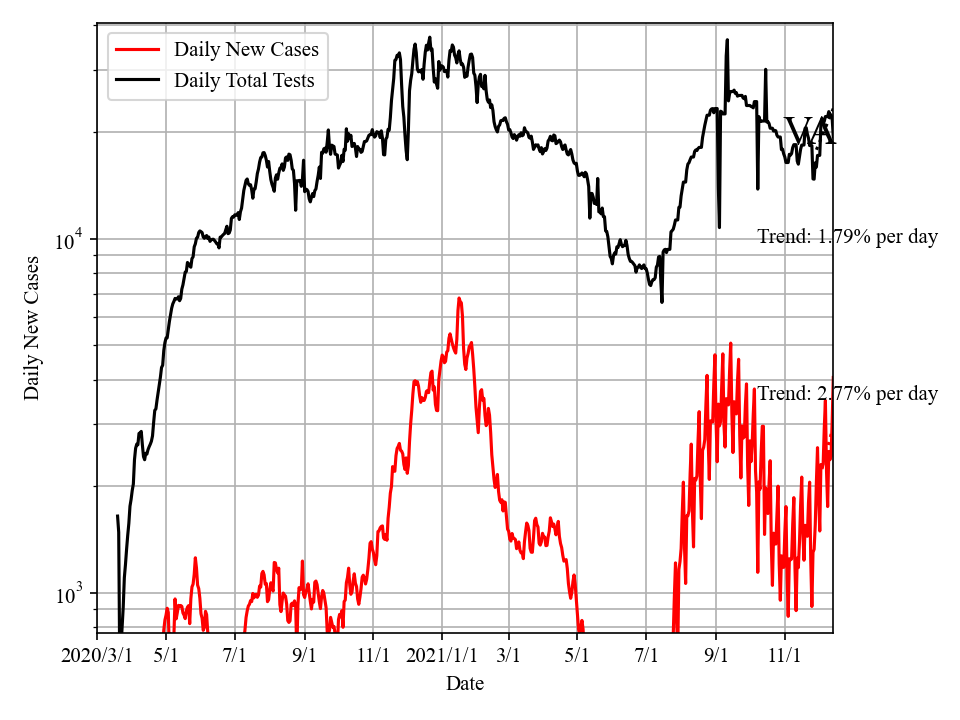 Daily New Cases
Daily Total Tests
VA
Trend: 1.79% per day
Trend: 2.77% per day
Daily New Cases
10^4
10^3
2020/3/1 5/1 7/1 9/1 11/1 2021/1/1 3/1 5/1 7/1 9/1 11/1
Date